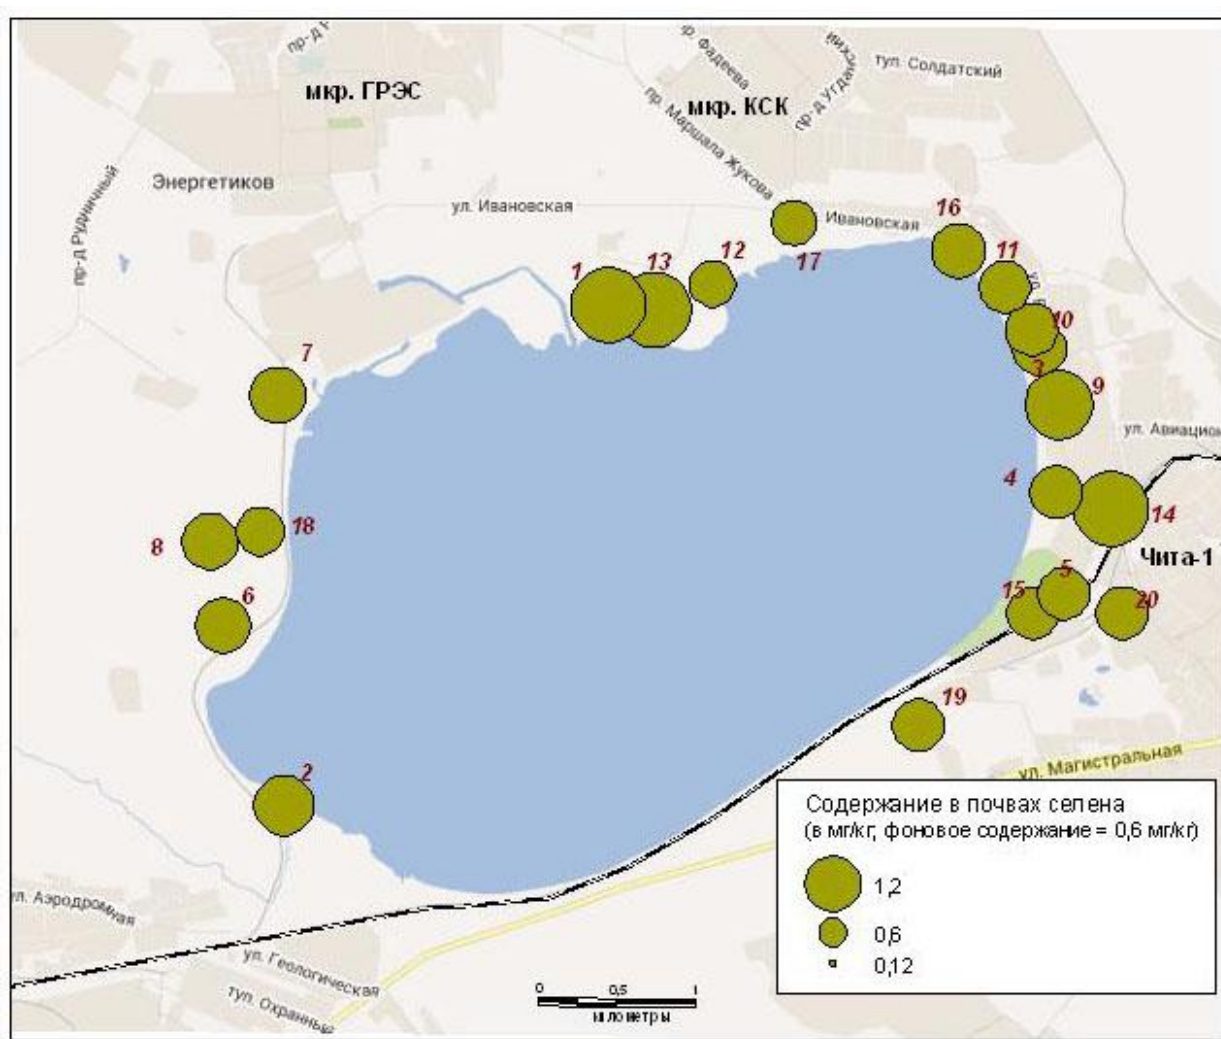 мкр. ГРЭС
мкр. КСК
пр. Фадеева
тул. Солдатский
пр. Маршала Жукова
Энергетиков
пр-д Рудничный
ул. Ивановская
Ивановская
16
17
12
13
1
11
10
3
9
7
ул. Авиацион
4
14
18
8
Чита-1
5
15
20
6
19
ул. Магистральная
2
Содержание в почвах селена
(в мг/кг, фоновое содержание = 0,6 мг/кг)
1,2
0,6
0,12
ул. Аэродромная
ул. Геологическая
туп. Охранный
0 0,5 1
километры